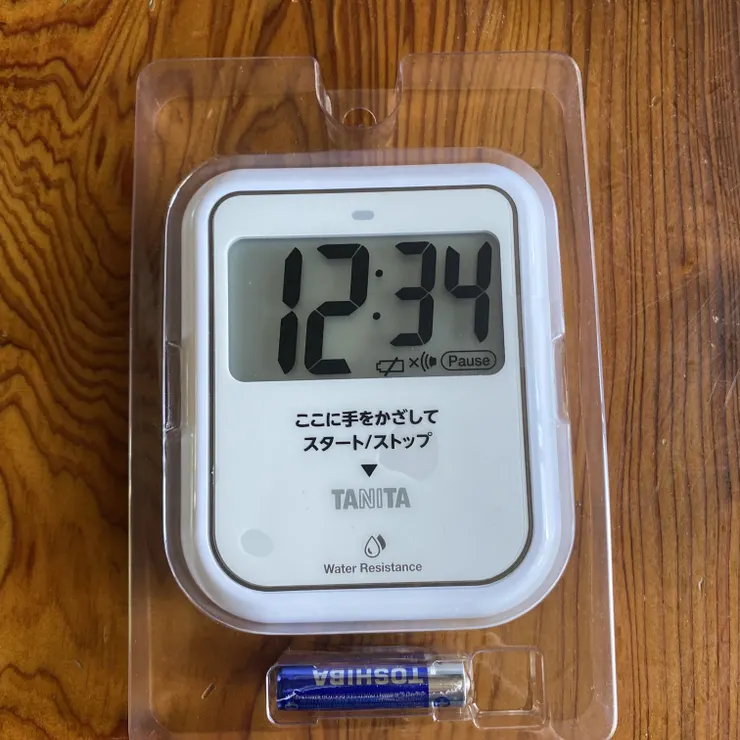 12:34
Pause
ここに手をかざして
スタート/ストップ
TANITA
Water Resistance
TOSHIBA